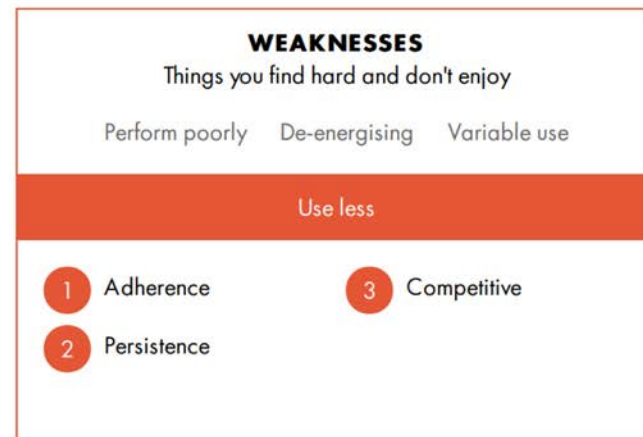 WEAKNESSES
Things you find hard and don't enjoy
Perform poorly De-energising Variable use
Use less
1 Adherence
2 Persistence
3 Competitive